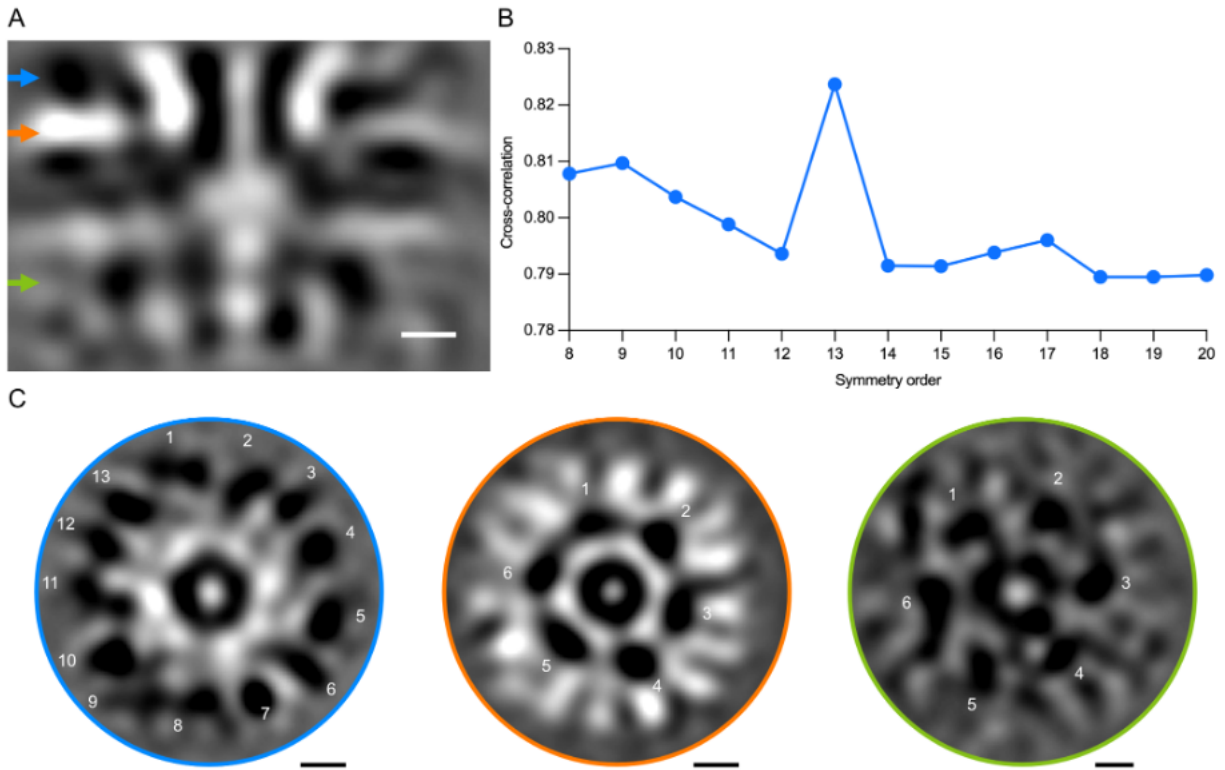 A
B
0.83
0.82
0.81
0.80
0.79
0.78
Cross-correlation
8 9 10 11 12 13 14 15 16 17 18 19 20
Symmetry order
C
1 2 3 4 5 6 7 8 9 10 11 12 13
1 2 3 4 5 6
1 2 3 4 5 6